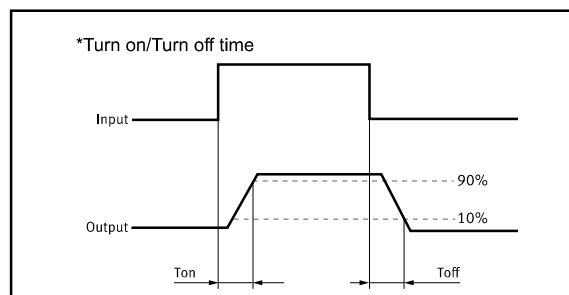 *Turn on/Turn off time
Input
90%
10%
Output
Ton
Toff